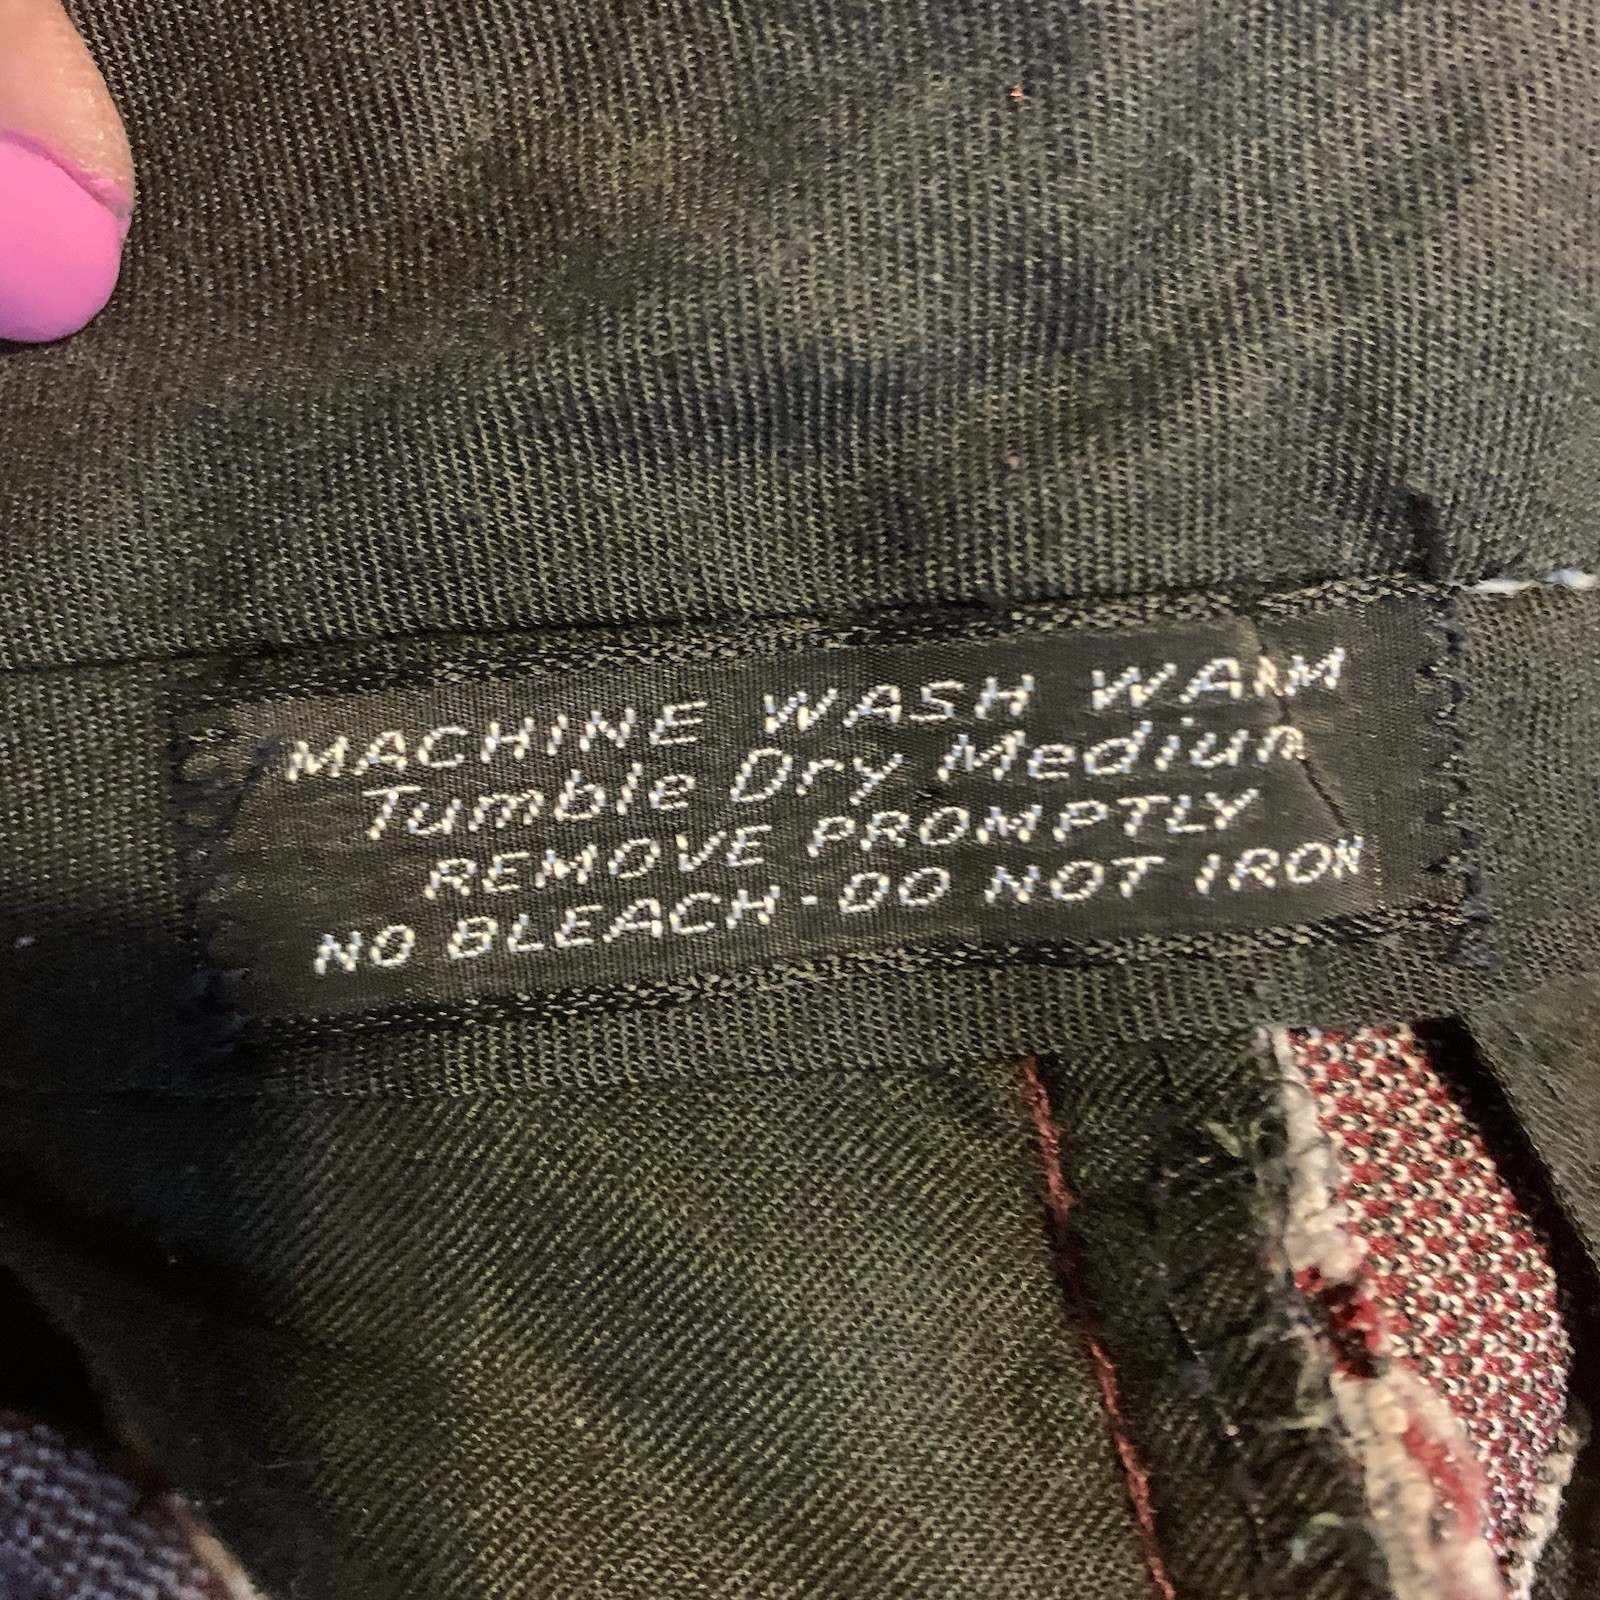 MACHINE WASH WARM
Tumble Dry Medium
REMOVE PROMPTLY
NO BLEACH · DO NOT IRON